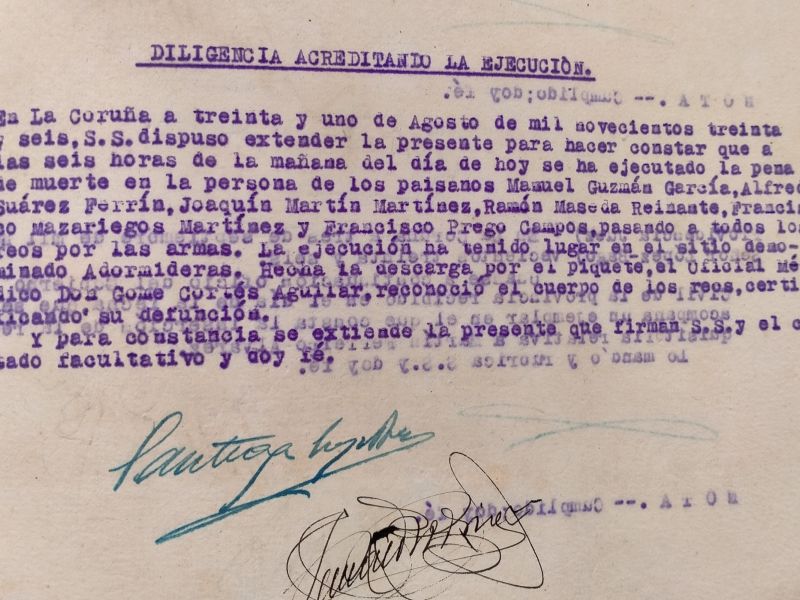 DILIGENCIA ACREDITANDO LA EJECUCIÒN.
En La Coruña a treinta y uno de Agosto de mil novecientos treinta
y seis,S.S.dispuso extender la presente para hacer constar que a
las seis horas de la mañana del día de hoy se ha ejecutado la pena
de muerte en la persona de los paisanos Manuel Guzmán García,Alfred
Suárez Ferrín,Joaquín Martín Martínez,Ramón Maseda Reinante,Francis
co Mazariegos Martínez y Francisco Prego Campos,pasando a todos los
reos por las armas. La ejecución ha tenido lugar en el sitio deno-
minado Adormideras. Hecha la descarga por el piquete,el Oficial Mé-
dico Don Gome Cortés Aguilar,reconoció el cuerpo de los reos,certi
ficando su defunción.
Y para constancia se extiende la presente que firman S.S.y el c
tado facultativo y doy fé.
Santiago